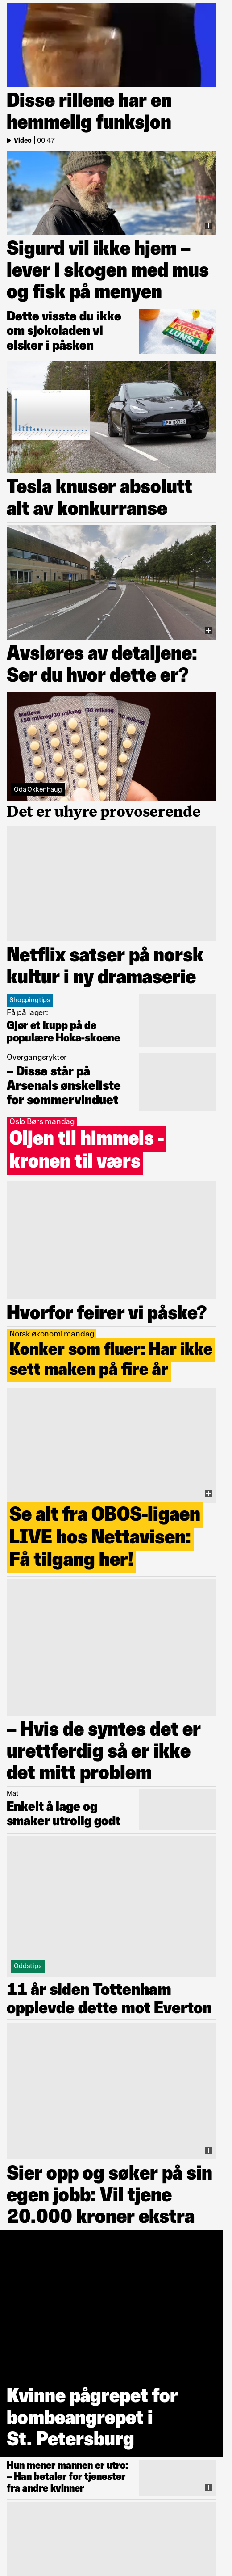 Disse rillene har en
hemmelig funksjon
Video | 00:47
Sigurd vil ikke hjem –
lever i skogen med mus
og fisk på menyen
Dette visste du ikke
om sjokoladen vi
elsker i påsken
KVIKK
LUNSJ
Tesla knuser absolutt
alt av konkurranse
Avsløres av detaljene:
Ser du hvor dette er?
Melleva
150 mikrog/30 mikrog
Oda Okkenhaug
Det er uhyre provoserende
Netflix satser på norsk
kultur i ny dramaserie
Shoppingtips
Få på lager:
Gjør et kupp på de
populære Hoka-skoene
Overgangsrykter
– Disse står på
Arsenals ønskeliste
for sommervinduet
Oslo Børs mandag
Oljen til himmels -
kronen til værs
Hvorfor feirer vi påske?
Norsk økonomi mandag
Konker som fluer: Har ikke
sett maken på fire år
Se alt fra OBOS-ligaen
LIVE hos Nettavisen:
Få tilgang her!
– Hvis de syntes det er
urettferdig så er ikke
det mitt problem
Mat
Enkelt å lage og
smaker utrolig godt
Oddstips
11 år siden Tottenham
opplevde dette mot Everton
Sier opp og søker på sin
egen jobb: Vil tjene
20.000 kroner ekstra
Kvinne pågrepet for
bombeangrepet i
St. Petersburg
Hun mener mannen er utro:
– Han betaler for tjenester
fra andre kvinner